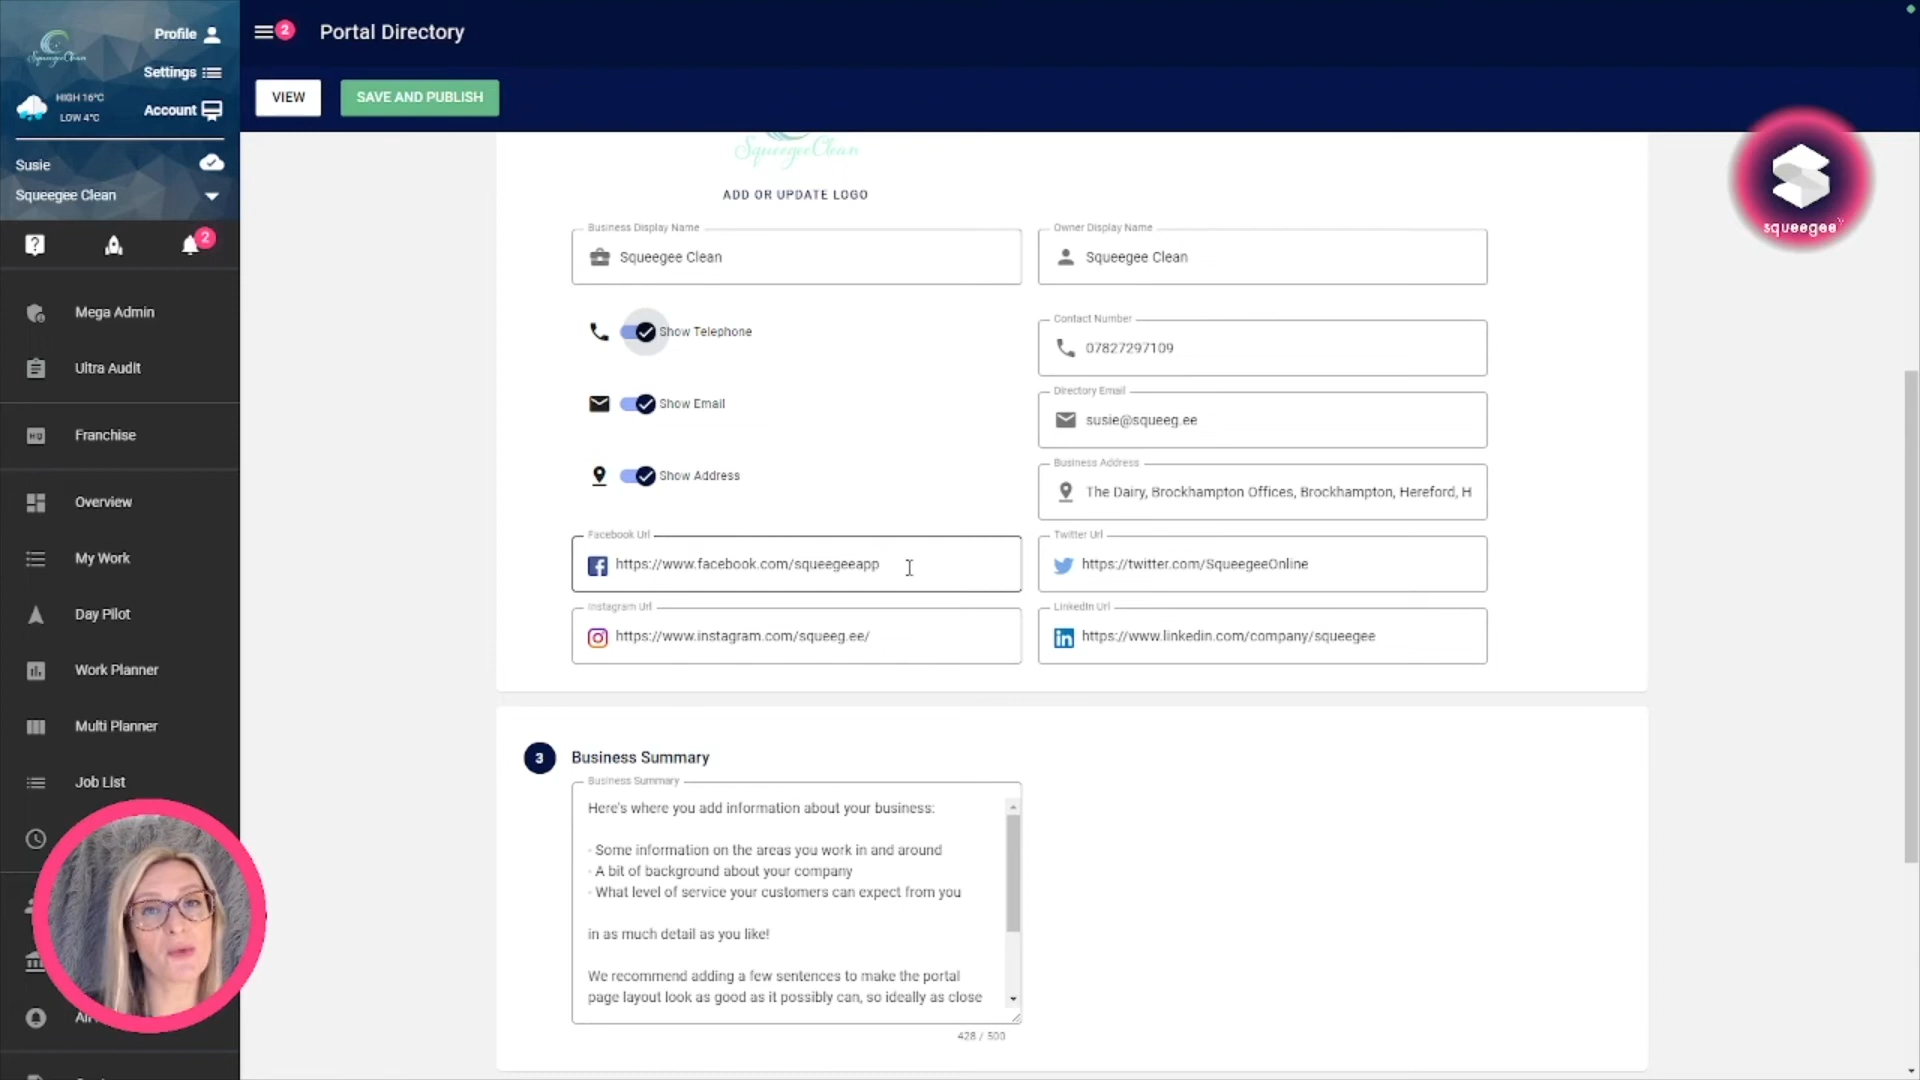 Profile
Settings
HIGH 16°C
LOW 4°C
Account
Susie
Squeegee Clean
2
Mega Admin
Ultra Audit
Franchise
Overview
My Work
Day Pilot
Work Planner
Multi Planner
Job List
2
Portal Directory
VIEW
SAVE AND PUBLISH
squeegee
SqueegeeClean
ADD OR UPDATE LOGO
Business Display Name
Squeegee Clean
Owner Display Name
Squeegee Clean
Show Telephone
Contact Number
07827297109
Show Email
Directory Email
susie@squeeg.ee
Show Address
Business Address
The Dairy, Brockhampton Offices, Brockhampton, Hereford, H
Facebook Url
https://www.facebook.com/squeegeeapp
Twitter Url
https://twitter.com/SqueegeeOnline
Instagram Url
https://www.instagram.com/squeeg.ee/
LinkedIn Url
https://www.linkedin.com/company/squeegee
3
Business Summary
Business Summary
Here's where you add information about your business:
- Some information on the areas you work in and around
- A bit of background about your company
- What level of service your customers can expect from you
in as much detail as you like!
We recommend adding a few sentences to make the portal
page layout look as good as it possibly can, so ideally as close
428 / 500